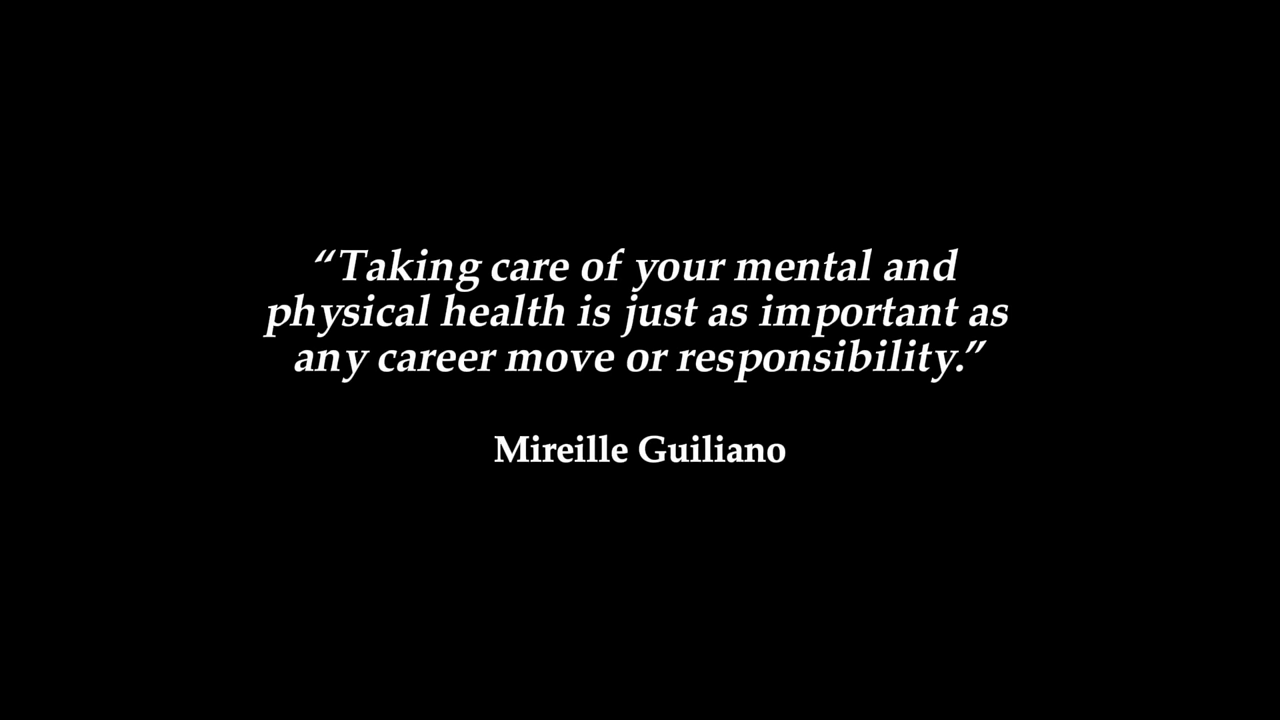 “Taking care of your mental and
physical health is just as important as
any career move or responsibility.”
Mireille Guiliano